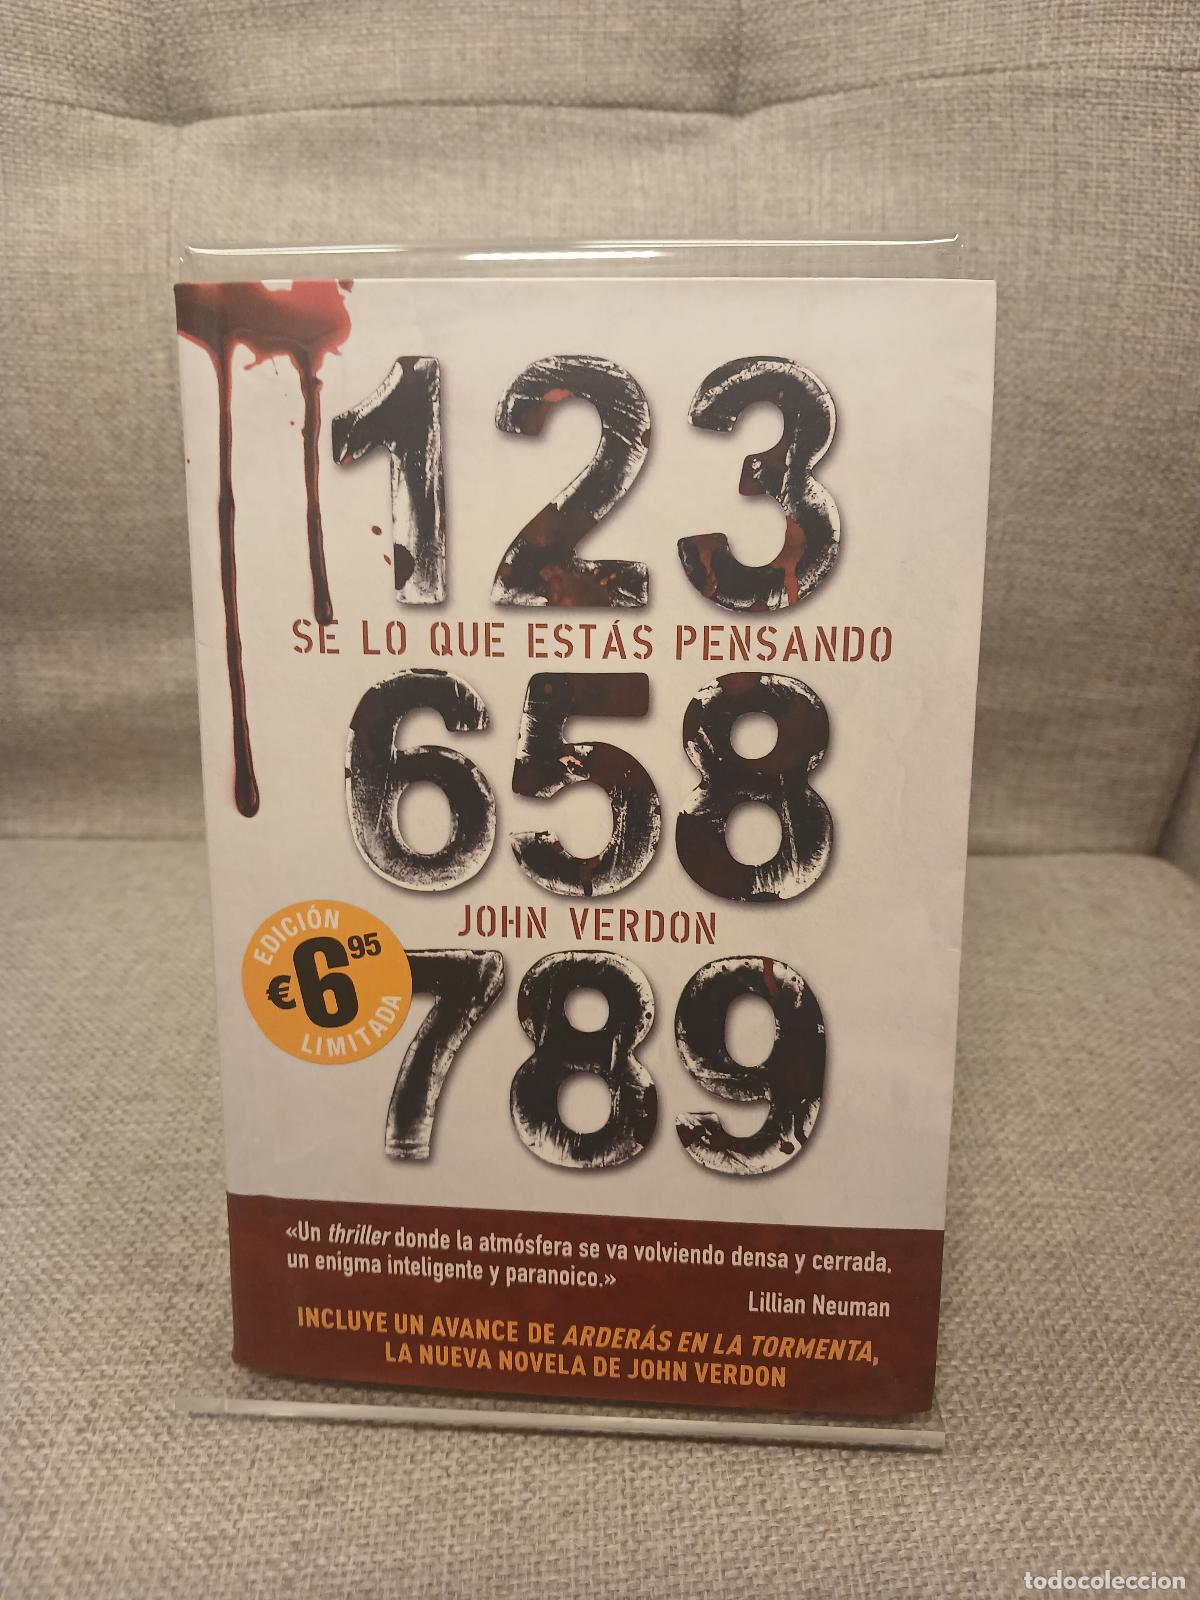 123
SE LO QUE ESTÁS PENSANDO
658
JOHN VERDON
789
EDICIÓN
€695
LIMITADA
«Un thriller donde la atmósfera se va volviendo densa y cerrada,
un enigma inteligente y paranoico.»
Lillian Neuman
INCLUYE UN AVANCE DE ARDERÁS EN LA TORMENTA,
LA NUEVA NOVELA DE JOHN VERDON
todocoleccion